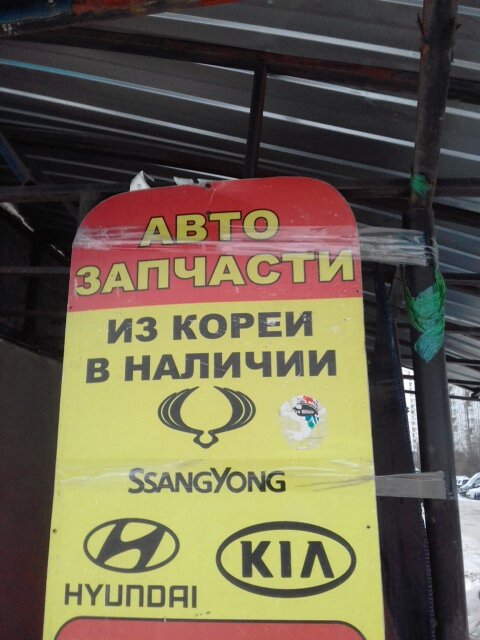 АВТО
ЗАПЧАСТИ
ИЗ КОРЕИ
В НАЛИЧИИ
SSANGYONG
HYUNDAI
KIA